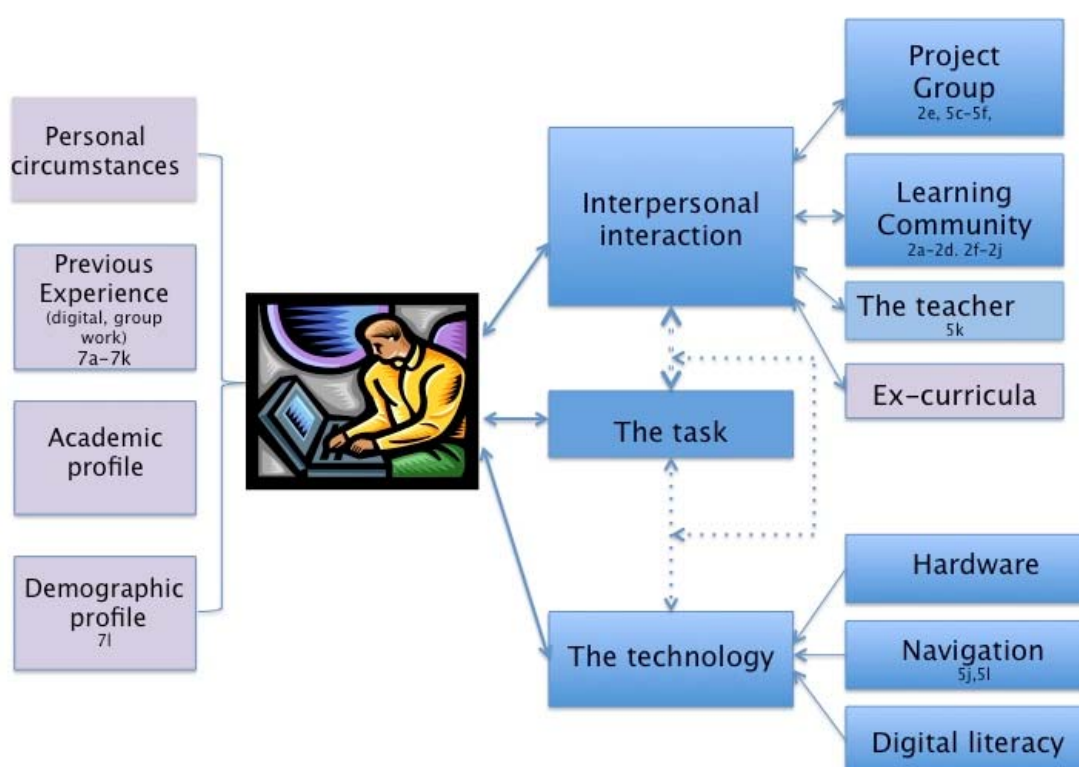 Personal
circumstances
Previous
Experience
(digital, group
work)
7a-7k
Academic
profile
Demographic
profile
7l
Interpersonal
interaction
The task
The technology
Project
Group
2e, 5c-5f,
Learning
Community
2a-2d. 2f-2j
The teacher
5k
Ex-curricula
Hardware
Navigation
5j,5l
Digital literacy